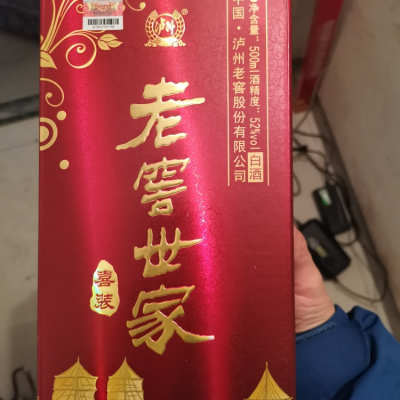 泸州
净含量：500ml 酒精度：52%vol 白酒
中国·泸州老窖股份有限公司
老窖世家
喜装